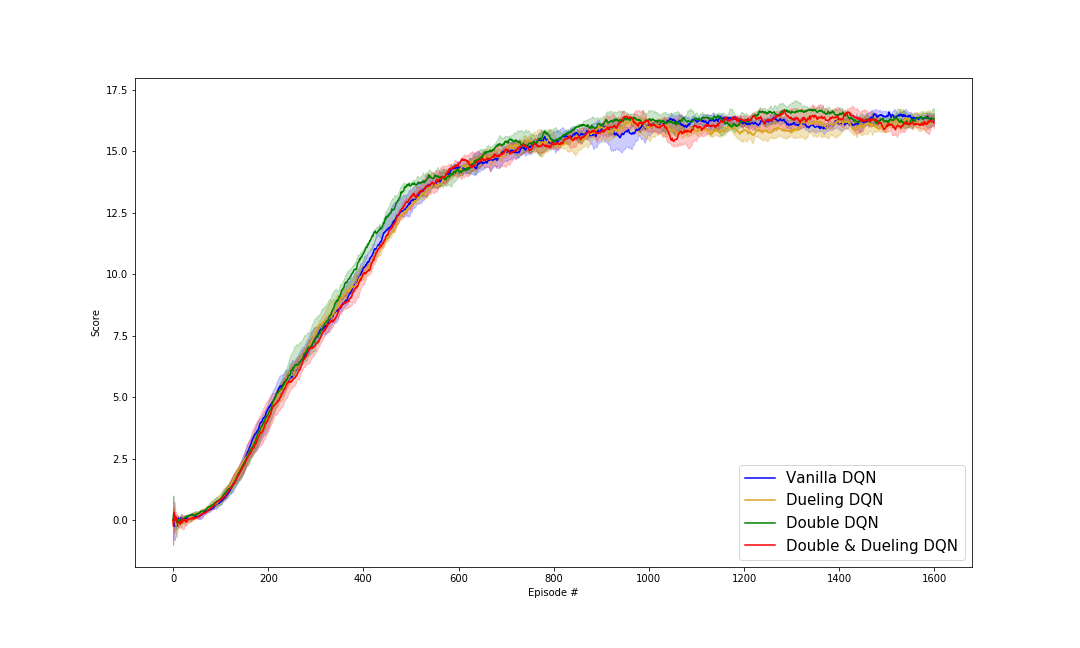 17.5
15.0
12.5
10.0
7.5
5.0
2.5
0.0
Score
0 200 400 600 800 1000 1200 1400 1600
Episode #
Vanilla DQN
Dueling DQN
Double DQN
Double & Dueling DQN